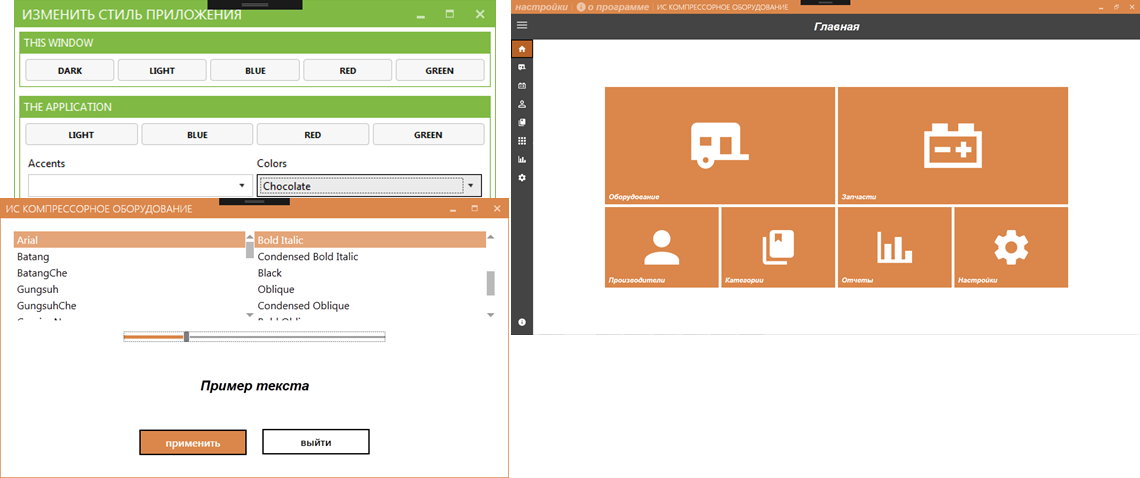 ИЗМЕНИТЬ СТИЛЬ ПРИЛОЖЕНИЯ
THIS WINDOW
DARK LIGHT BLUE RED GREEN
THE APPLICATION
LIGHT BLUE RED GREEN
Accents Colors
Chocolate
ИС КОМПРЕССОРНОЕ ОБОРУДОВАНИЕ
Arial Bold Italic
Batang Condensed Bold Italic
BatangChe Black
Gungsuh Oblique
GungsuhChe Condensed Oblique
Пример текста
применить выйти
настройки о программе ИС КОМПРЕССОРНОЕ ОБОРУДОВАНИЕ
Главная
Оборудование Запчасти
Производители Категории Отчеты Настройки